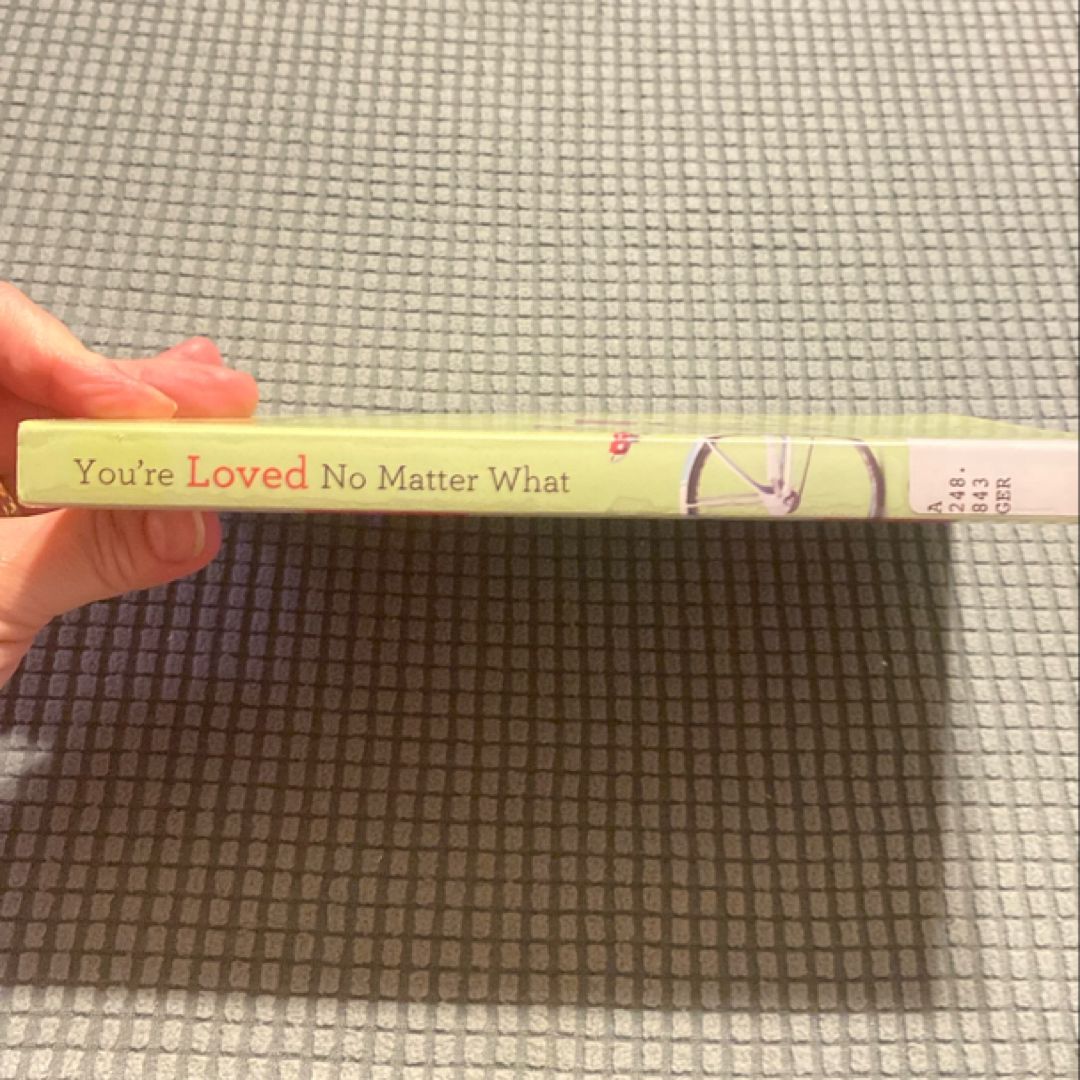 You're Loved No Matter What
A
248.
843
GER